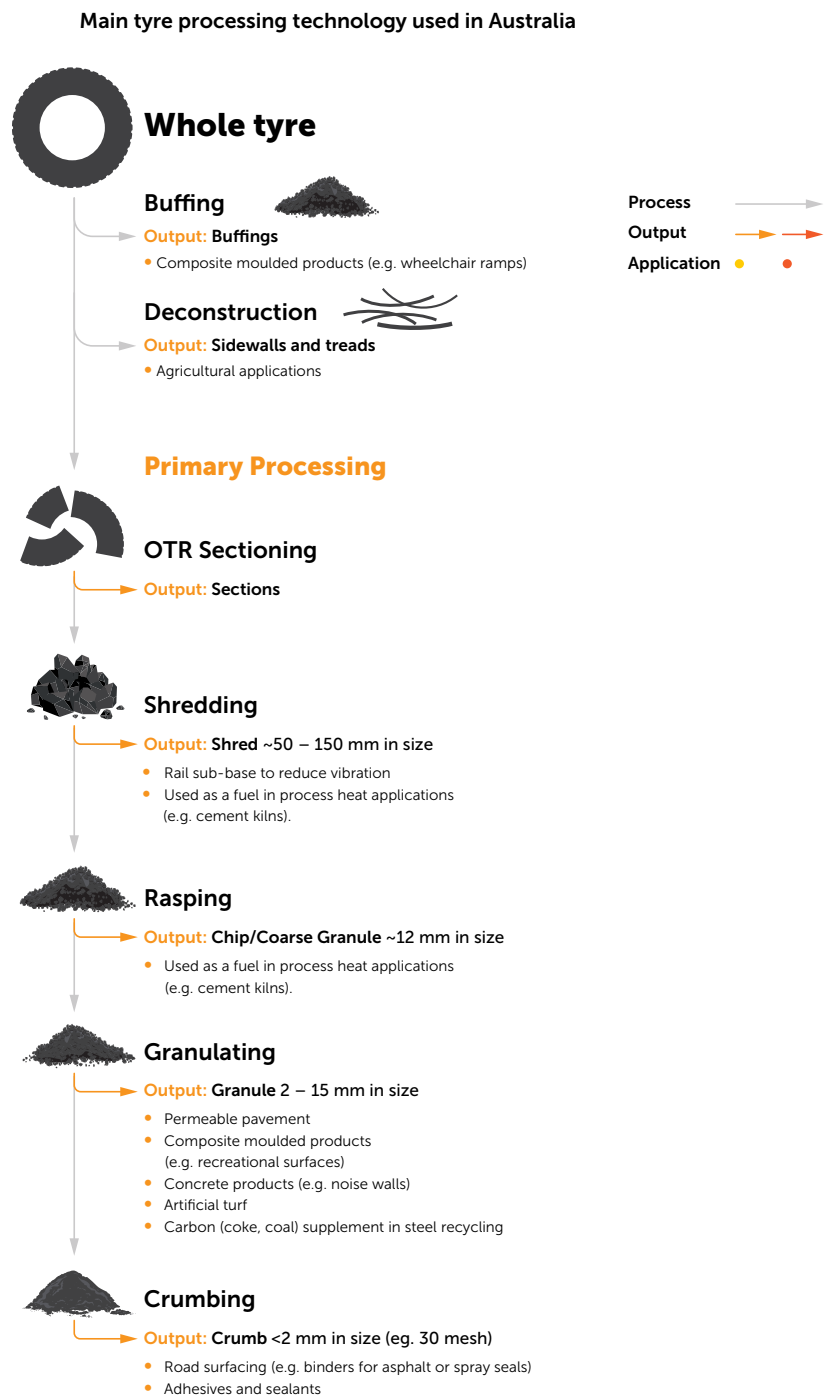 Main tyre processing technology used in Australia
Whole tyre
Buffing
Output: Buffings
• Composite moulded products (e.g. wheelchair ramps)
Process
Output
Application
Deconstruction
Output: Sidewalls and treads
• Agricultural applications
Primary Processing
OTR Sectioning
Output: Sections
Shredding
Output: Shred ~50 – 150 mm in size
• Rail sub-base to reduce vibration
• Used as a fuel in process heat applications
(e.g. cement kilns).
Rasping
Output: Chip/Coarse Granule ~12 mm in size
• Used as a fuel in process heat applications
(e.g. cement kilns).
Granulating
Output: Granule 2 – 15 mm in size
• Permeable pavement
• Composite moulded products
(e.g. recreational surfaces)
• Concrete products (e.g. noise walls)
• Artificial turf
• Carbon (coke, coal) supplement in steel recycling
Crumbing
Output: Crumb <2 mm in size (eg. 30 mesh)
• Road surfacing (e.g. binders for asphalt or spray seals)
• Adhesives and sealants